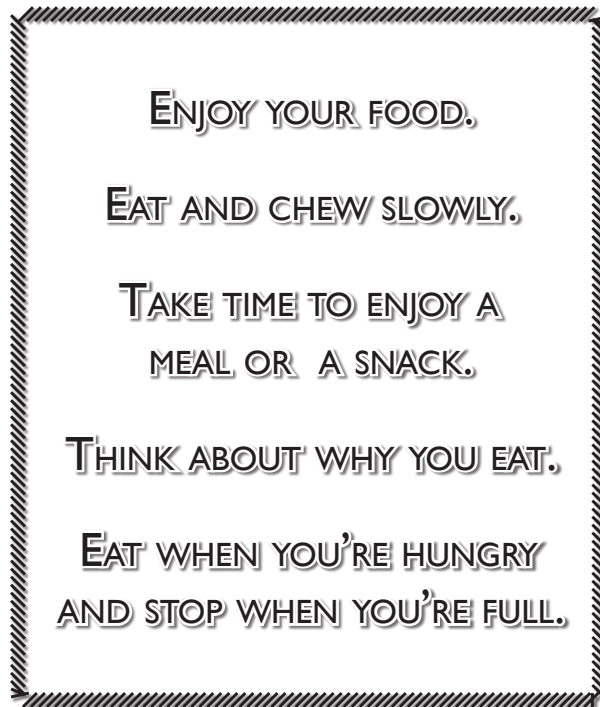 Enjoy your food.
Eat and chew slowly.
Take time to enjoy a
meal or a snack.
Think about why you eat.
Eat when you’re hungry
and stop when you’re full.